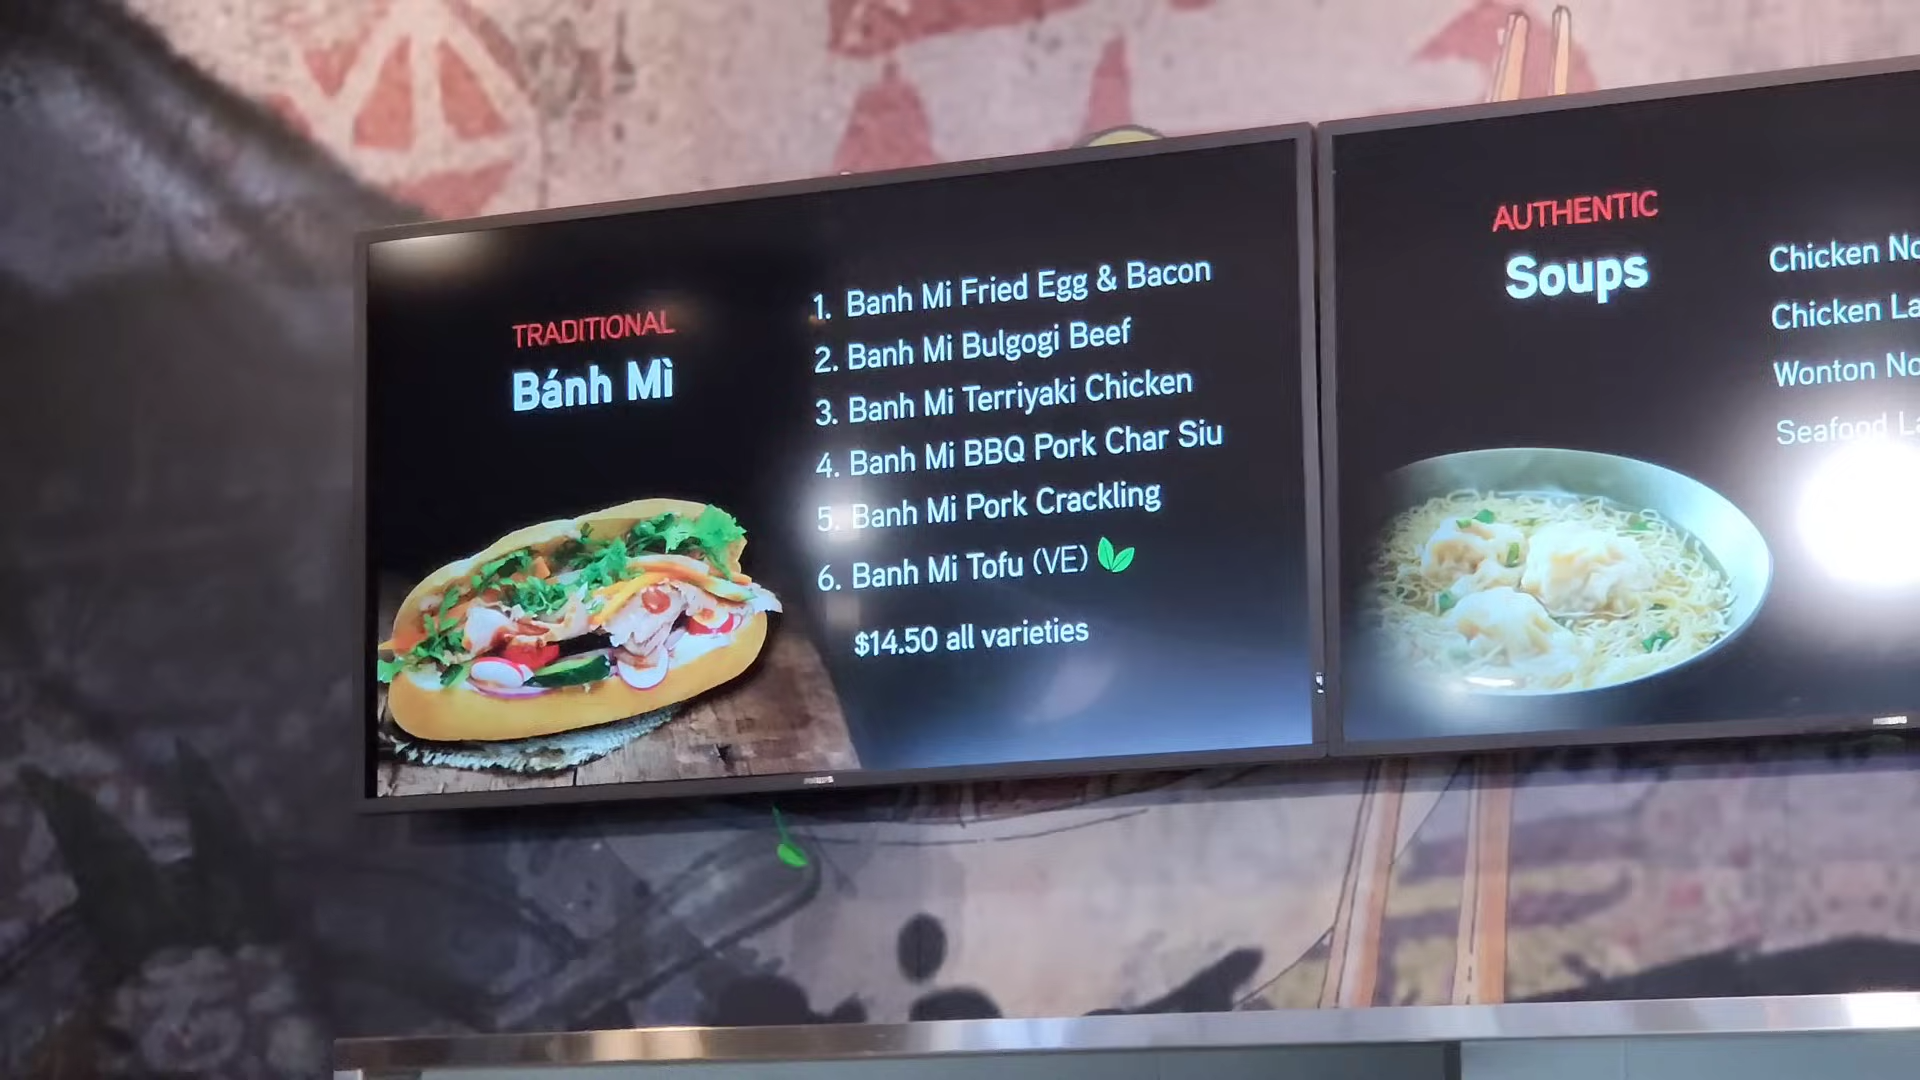 TRADITIONAL
Bánh Mì
1. Banh Mi Fried Egg & Bacon
2. Banh Mi Bulgogi Beef
3. Banh Mi Terriyaki Chicken
4. Banh Mi BBQ Pork Char Siu
5. Banh Mi Pork Crackling
6. Banh Mi Tofu (VE)
$14.50 all varieties
PHILIPS
AUTHENTIC
Soups
Chicken
Chicken
Wonton
Seafood